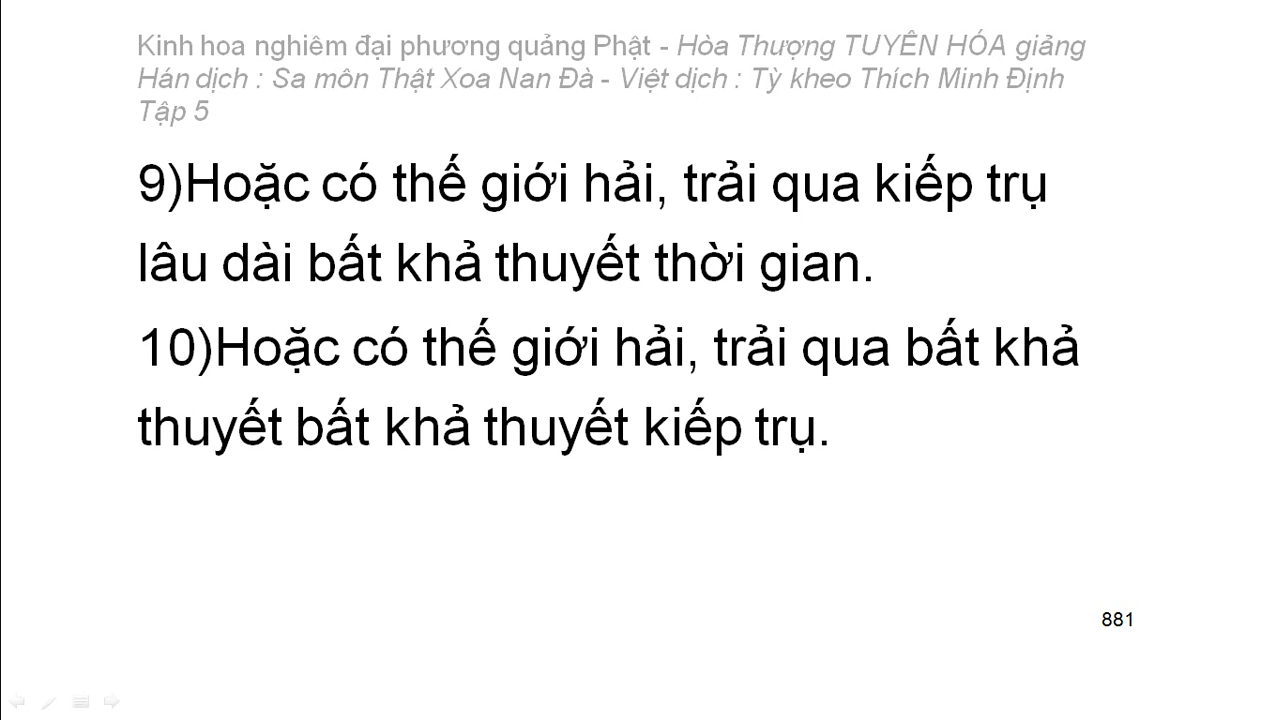 Kinh hoa nghiêm đại phương quảng Phật - Hòa Thượng TUYÊN HÓA giảng
Hán dịch : Sa môn Thật Xoa Nan Đà - Việt dịch : Tỳ kheo Thích Minh Định
Tập 5
9)Hoặc có thế giới hải, trải qua kiếp trụ
lâu dài bất khả thuyết thời gian.
10)Hoặc có thế giới hải, trải qua bất khả
thuyết bất khả thuyết kiếp trụ.
881